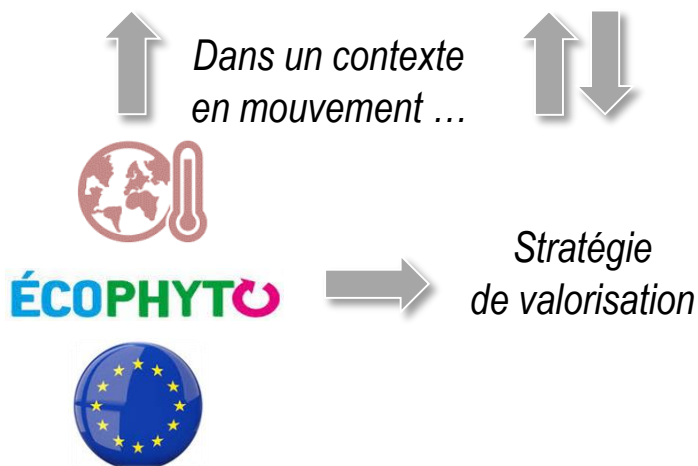 Dans un contexte
en mouvement …
ÉCOPHYTO
Stratégie
de valorisation